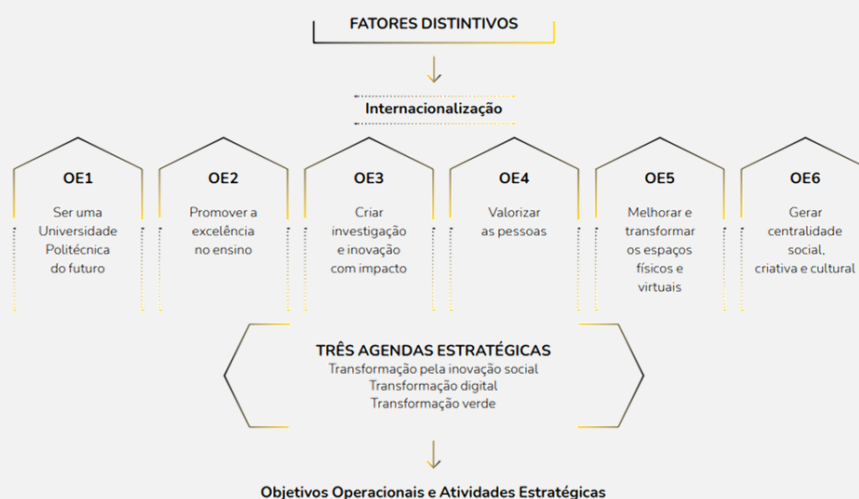 FATORES DISTINTIVOS
Internacionalização
OE1
Ser uma
Universidade
Politécnica
do futuro
OE2
Promover a
excelência
no ensino
OE3
Criar
investigação
e inovação
com impacto
OE4
Valorizar
as pessoas
OE5
Melhorar e
transformar
os espaços
físicos e
virtuais
OE6
Gerar
centralidade
social,
criativa e cultural
TRÊS AGENDAS ESTRATÉGICAS
Transformação pela inovação social
Transformação digital
Transformação verde
Objetivos Operacionais e Atividades Estratégicas